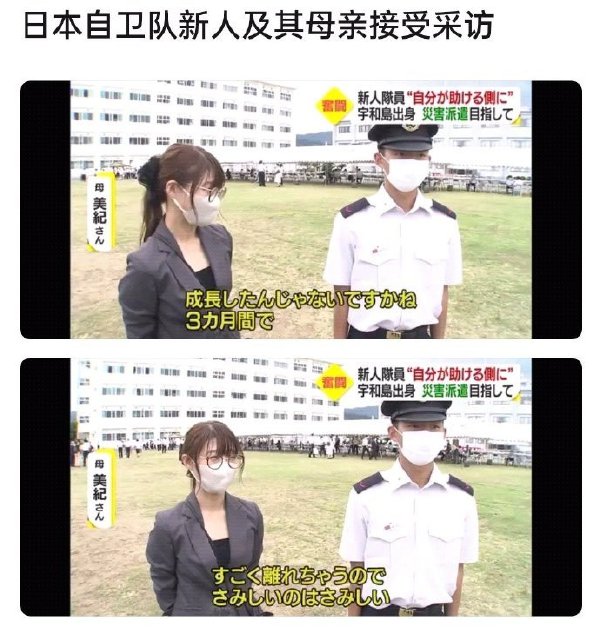 日本自卫队新人及其母亲接受采访
奮闘
新人隊員“自分が助ける側に”
宇和島出身 災害派遣目指して
母 美紀さん
成長したんじゃないですかね
3カ月間で
奮闘
新人隊員“自分が助ける側に”
宇和島出身 災害派遣目指して
母 美紀さん
すごく離れちゃうので
さみしいのはさみしい